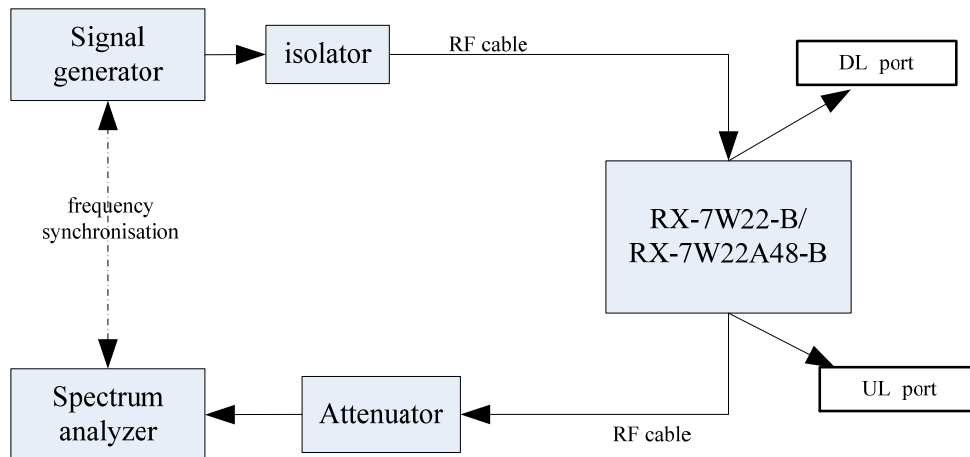 Signal
generator
isolator
RF cable
DL port
frequency
synchronisation
RX-7W22-B/
RX-7W22A48-B
Spectrum
analyzer
Attenuator
RF cable
UL port